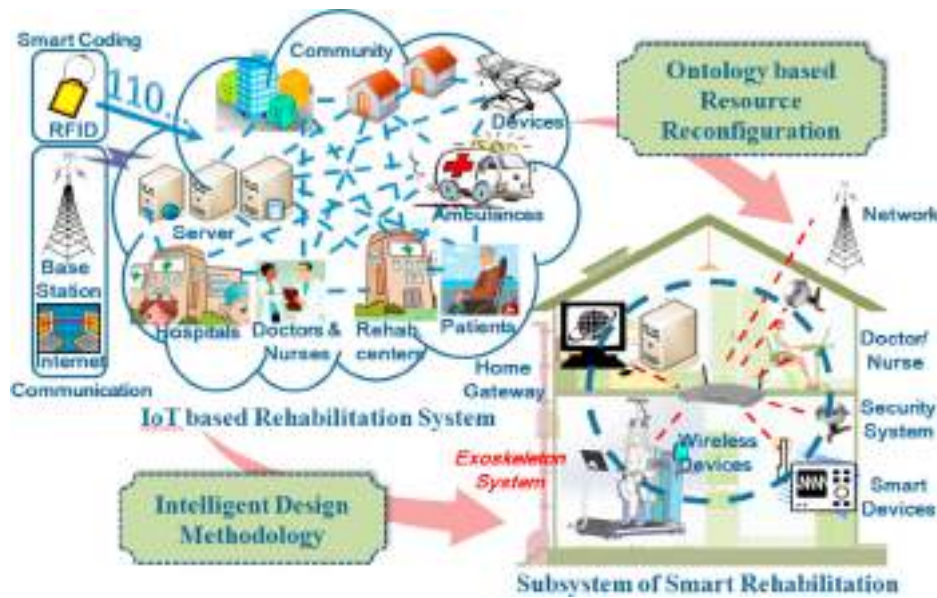 Smart Coding
RFID
110...
Base
Station
Internet
Communication
Community
Devices
Ambulances
Server
Hospitals
Doctors &
Nurses
Rehab
centers
Patients
IoT based Rehabilitation System
Ontology based
Resource
Reconfiguration
Intelligent Design
Methodology
Network
Home
Gateway
Doctor/
Nurse
Security
System
Wireless
Devices
Exoskeleton
System
Smart
Devices
Subsystem of Smart Rehabilitation